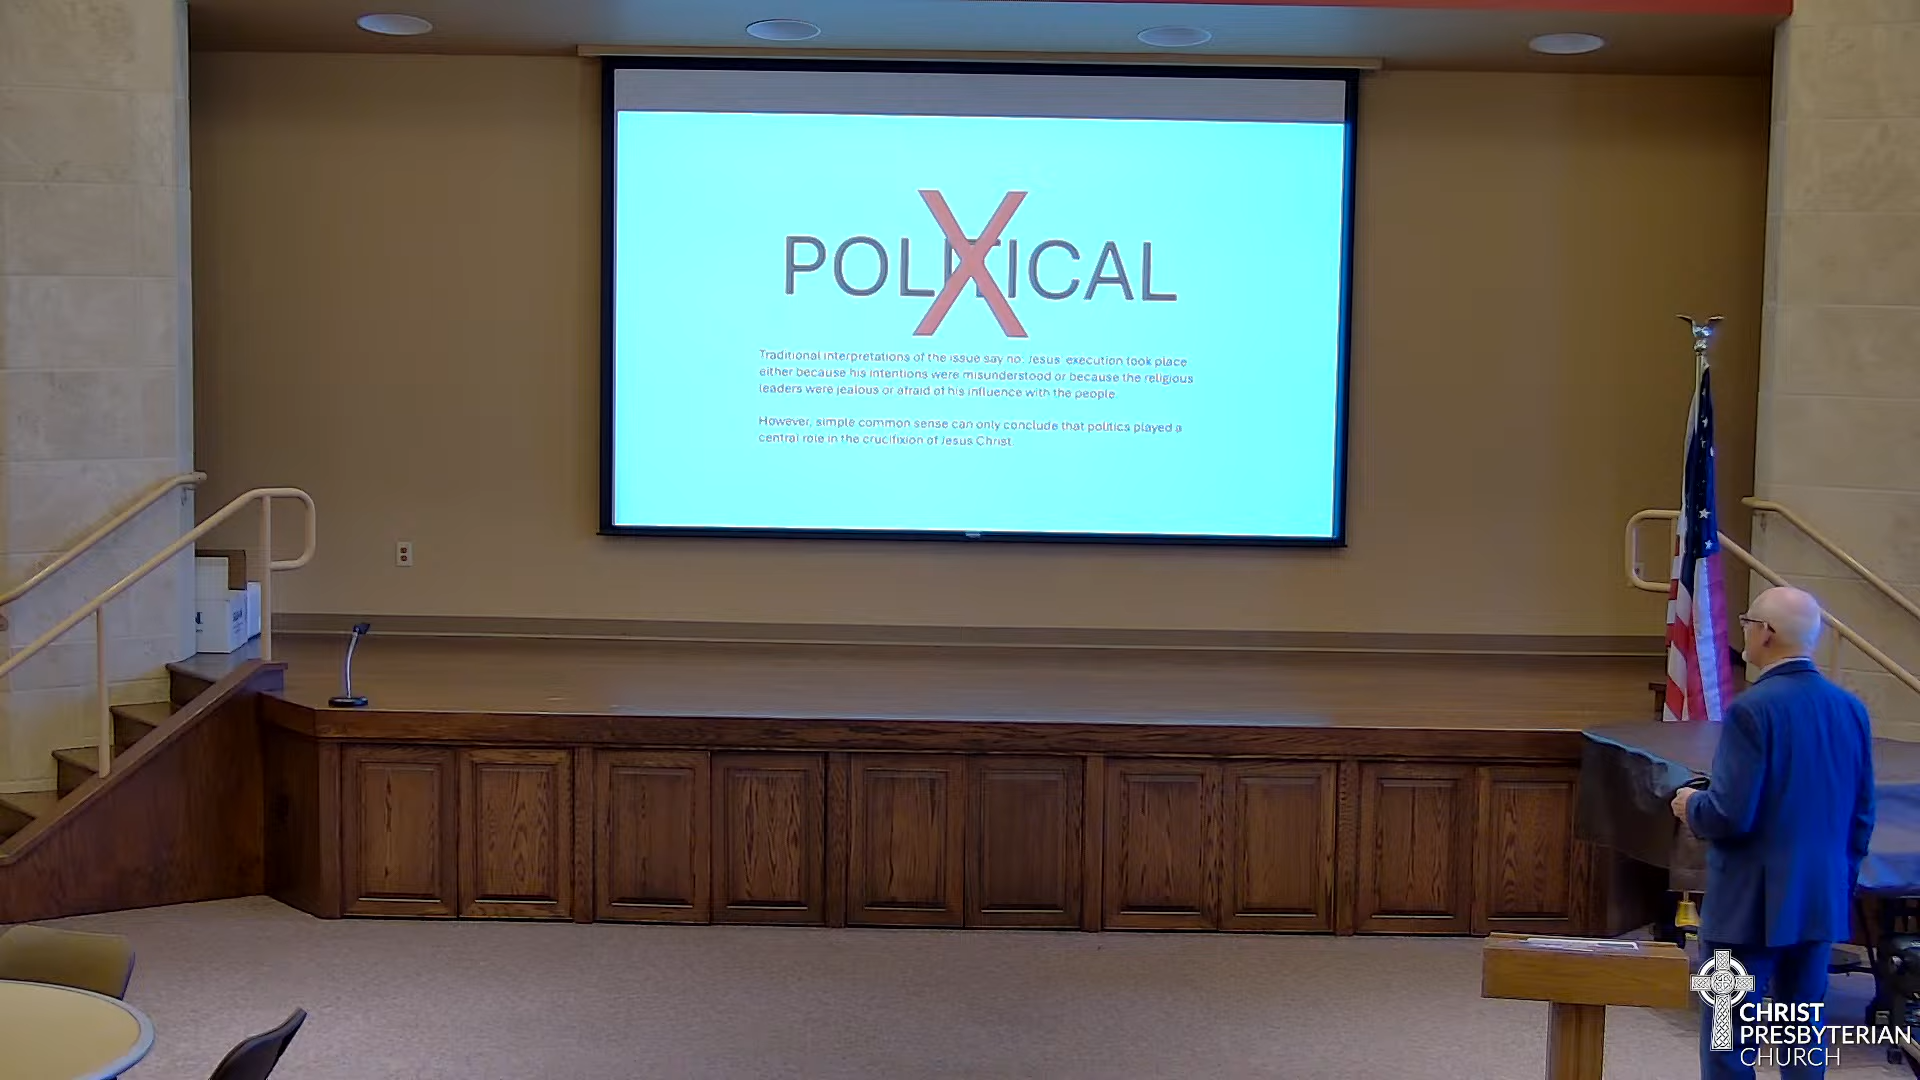 POLITICAL
X
Traditional interpretations of the issue say no. Jesus' execution took place
either because his intentions were misunderstood or because the religious
leaders were jealous or afraid of his influence with the people.
However, simple common sense can only conclude that politics played a
central role in the crucifixion of Jesus Christ.
CHRIST
PRESBYTERIAN
CHURCH